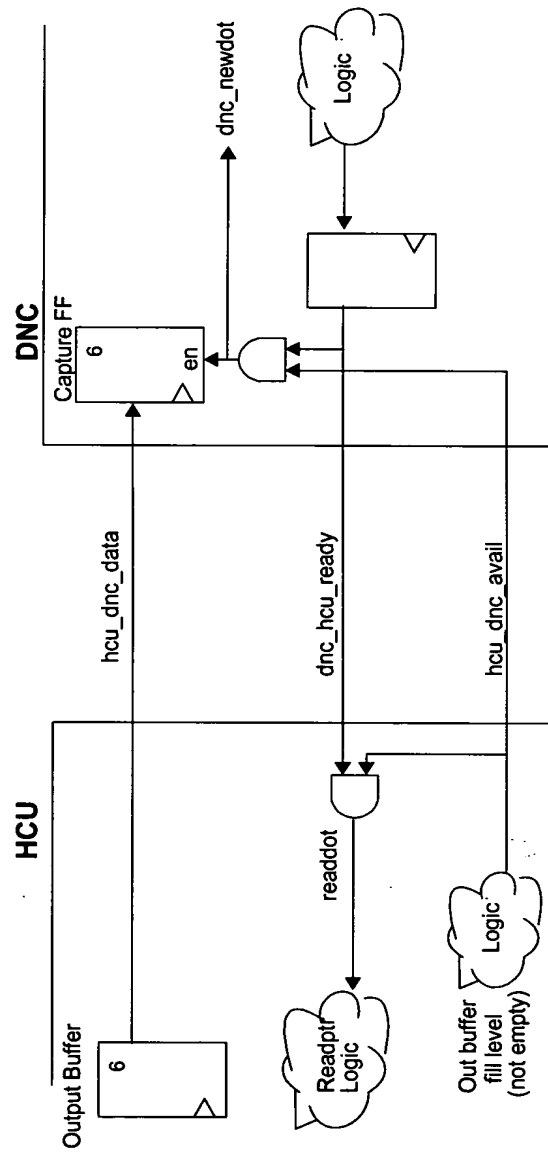 HCU
DNC
Output Buffer
6
hcu_dnc_data
Capture FF
6
en
dnc_newdot
Readptr
Logic
readdot
dnc_hcu_ready
Logic
Out buffer
fill level
(not empty)
Logic
hcu_dnc_avail